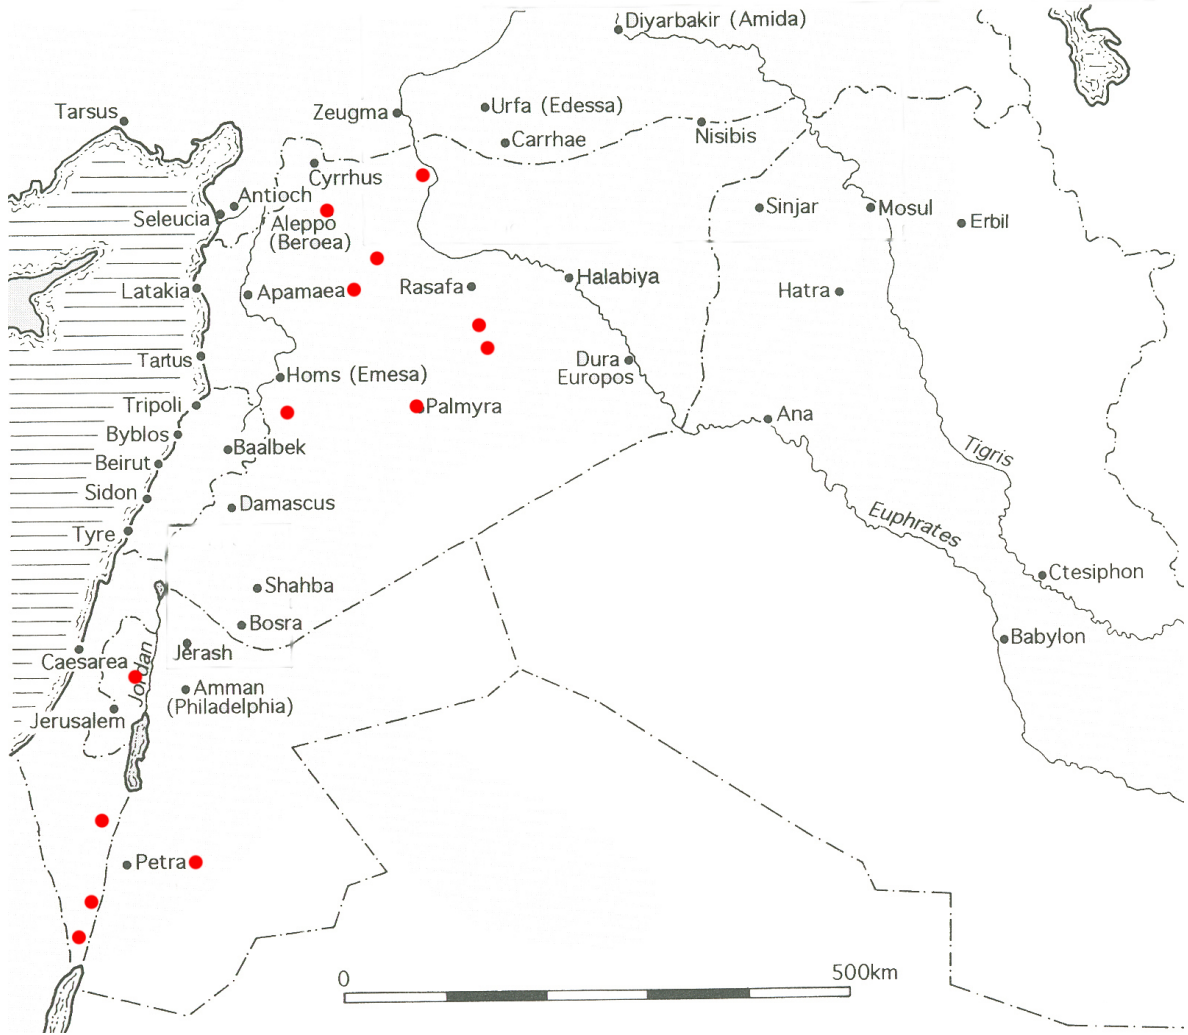 Diyarbakir (Amida)
Tarsus
Zeugma
Urfa (Edessa)
Carrhae
Nisibis
Cyrrhus
Antioch
Seleucia
Aleppo
(Beroea)
Sinjar
Mosul
Erbil
Latakia
Apamaea
Rasafa
Halabiya
Hatra
Tartus
Homs (Emesa)
Dura
Europos
Tripoli
Palmyra
Ana
Byblos
Baalbek
Beirut
Tigris
Sidon
Damascus
Euphrates
Tyre
Shahba
Ctesiphon
Bosra
Babylon
Jerash
Caesarea
Jordan
Amman
(Philadelphia)
Jerusalem
Petra
0
500km